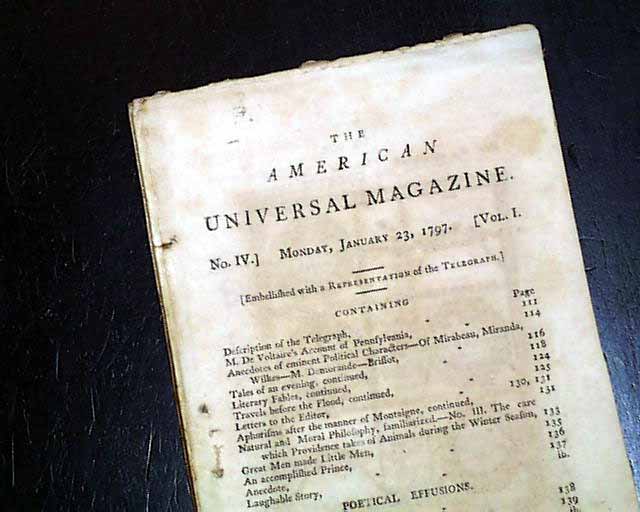 THE
AMERICAN
UNIVERSAL MAGAZINE.
No. IV.] MONDAY, JANUARY 23, 1797. [VOL. I.
[Embellished with a REPRESENTATION of the TELEGRAPH.]
CONTAINING
Page
Description of the Telegraph, - - 111
M. De Voltaire's Account of Pennsylvania, - 114
Anecdotes of eminent Political Characters—Of Mirabeau, Miranda,
Wilkes—M. Demorande—Brissot, - 116
Tales of an evening, continued, - 118
Literary Fables, continued, - - 124
Travels before the Flood, continued, - 125
Letters to the Editor, - - 130, 131
Aphorisms after the manner of Montaigne, continued, 131
Natural and Moral Philosophy, familiarized.—No. III. The care
which Providence takes of Animals during the Winter Season, 133
Great Men made Little Men, - 135
An accomplished Prince, - 136
Anecdote, - - 137
Laughable Story, - - ib.
POETICAL EFFUSIONS.
138
139
ib.